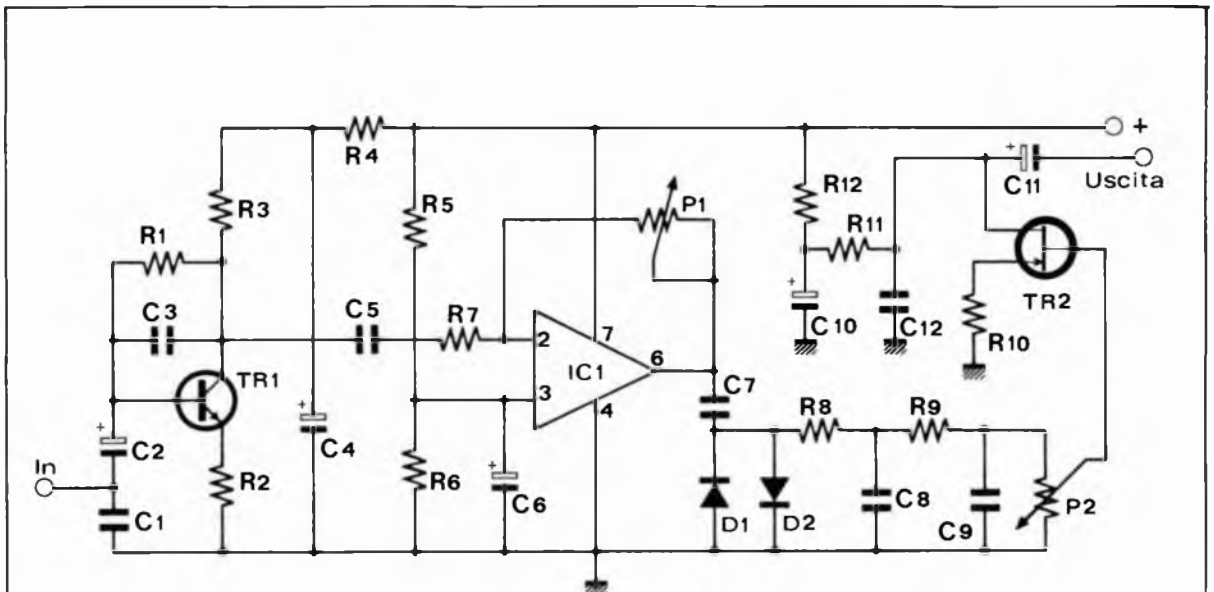 +
R4
+
C11
Uscita
R12
R3
R5
P1
R11
R1
TR2
C3
C5
R7
2
7
+
C10
C12
R10
IC1
6
TR1
3
4
C7
+
C2
+
C4
R8
R9
In
R2
R6
+
C6
C1
D1
D2
C8
C9
P2